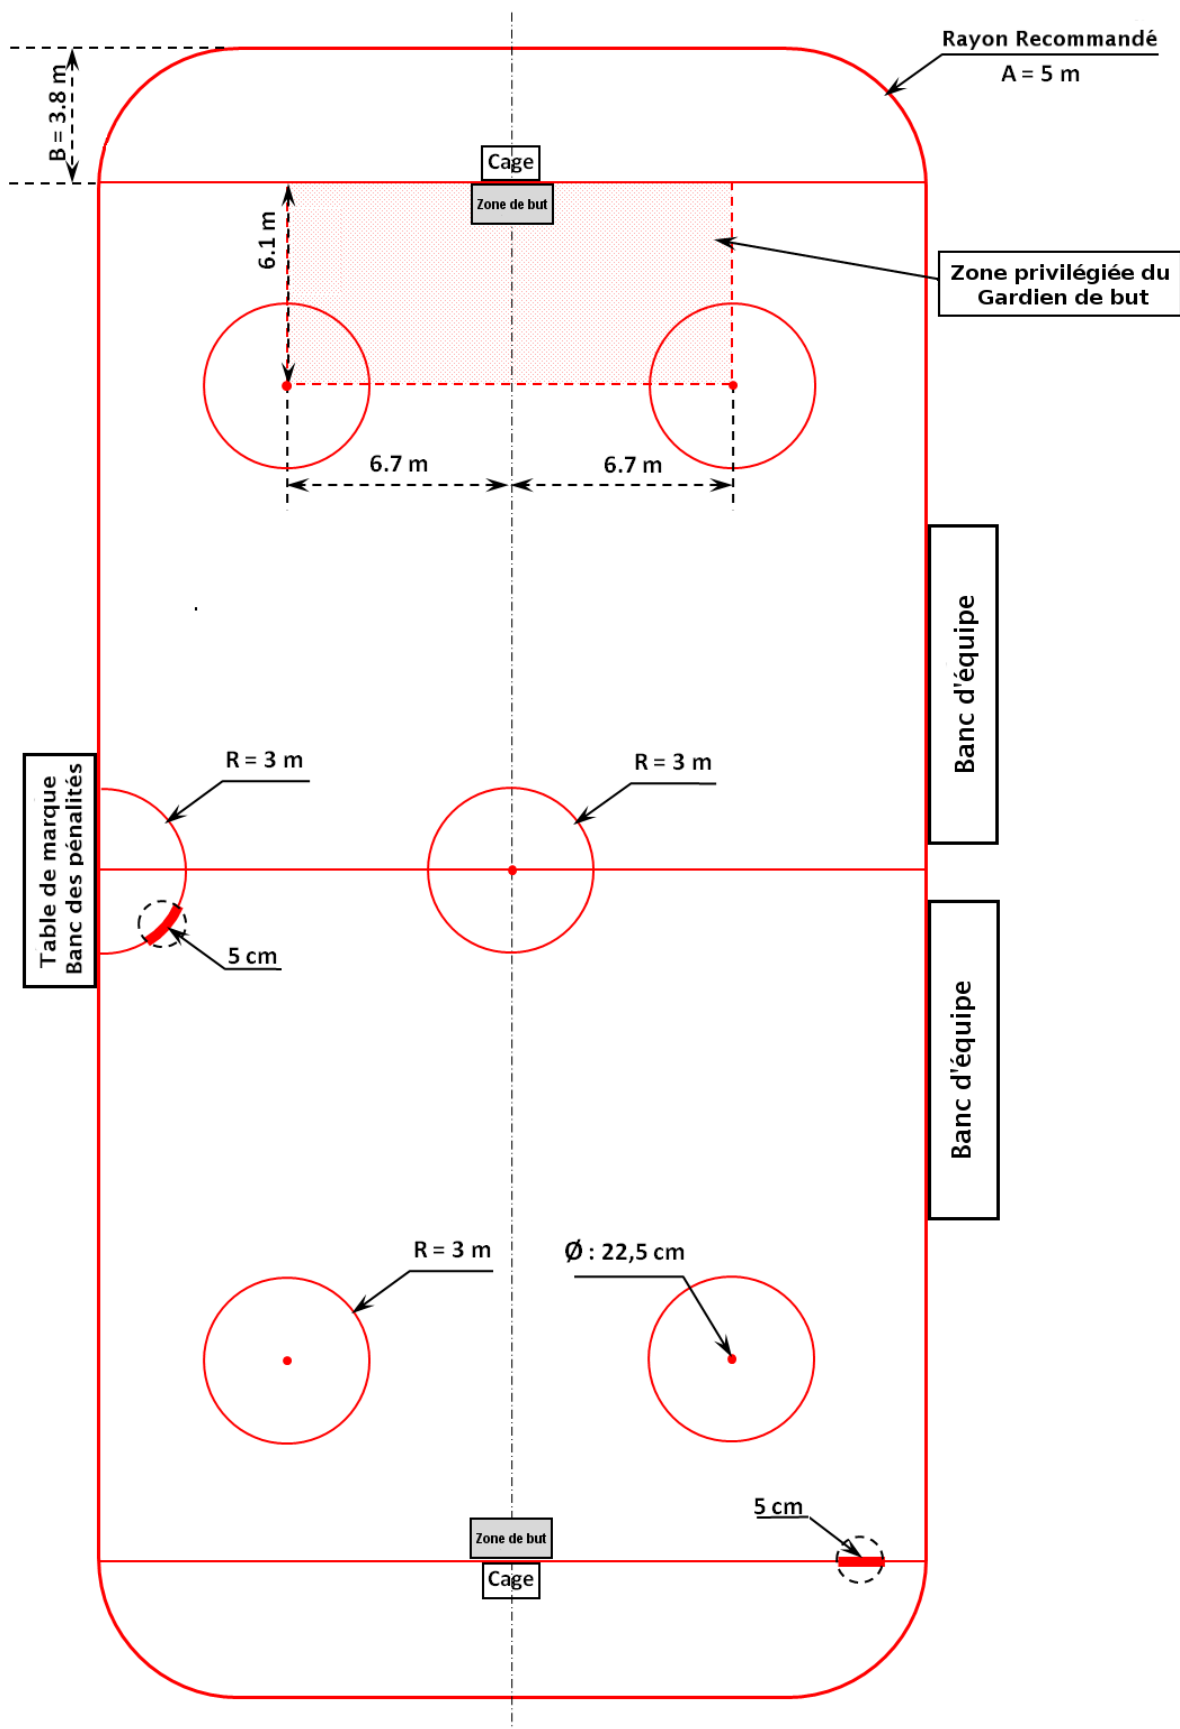 Rayon Recommandé
A = 5 m
B = 3.8 m
Cage
Zone de but
6.1 m
Zone privilégiée du
Gardien de but
6.7 m
6.7 m
Banc d'équipe
R = 3 m
R = 3 m
Table de marque
Banc des pénalités
5 cm
Banc d'équipe
R = 3 m
Ø : 22,5 cm
5 cm
Zone de but
Cage